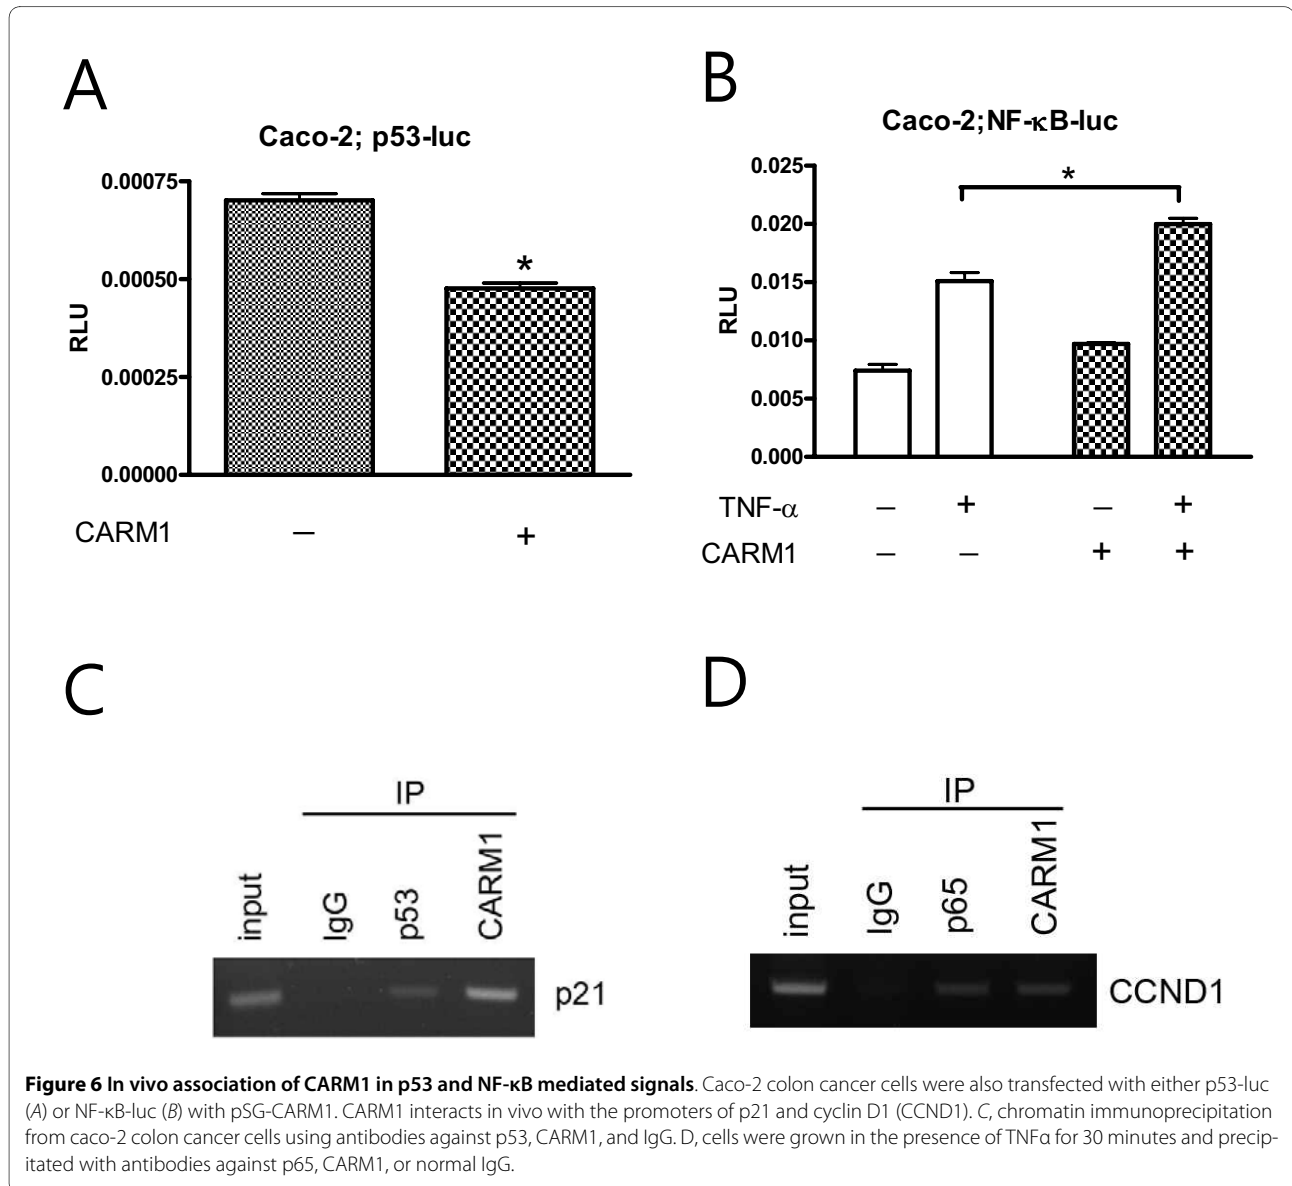 A
Caco-2; p53-luc
0.00075
0.00050
0.00025
0.00000
RLU
*
CARM1 – +
B
Caco-2;NF-κB-luc
0.025
0.020
0.015
0.010
0.005
0.000
RLU
*
TNF-α – + – +
CARM1 – – + +
C
IP
input IgG p53 CARM1
p21
D
IP
input IgG p65 CARM1
CCND1
Figure 6 In vivo association of CARM1 in p53 and NF-κB mediated signals. Caco-2 colon cancer cells were also transfected with either p53-luc
(A) or NF-κB-luc (B) with pSG-CARM1. CARM1 interacts in vivo with the promoters of p21 and cyclin D1 (CCND1). C, chromatin immunoprecipitation
from caco-2 colon cancer cells using antibodies against p53, CARM1, and IgG. D, cells were grown in the presence of TNFα for 30 minutes and precip-
itated with antibodies against p65, CARM1, or normal IgG.